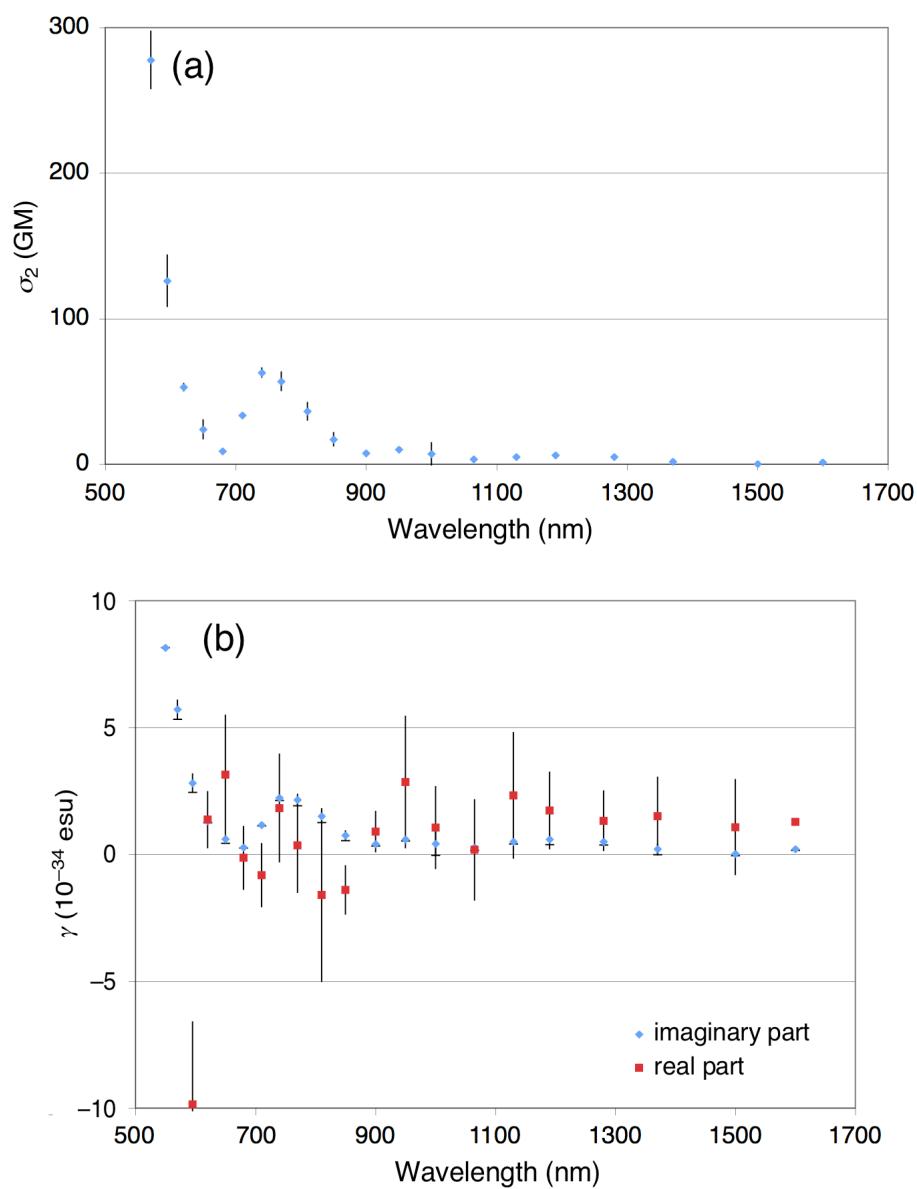 300
(a)
200
σ2 (GM)
100
0
500 700 900 1100 1300 1500 1700
Wavelength (nm)
10
(b)
5
γ (10−34 esu)
0
−5
imaginary part
real part
−10
500 700 900 1100 1300 1500 1700
Wavelength (nm)